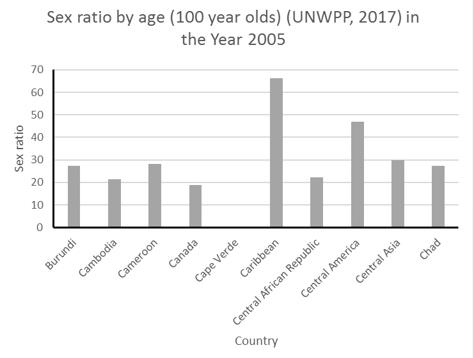 Sex ratio by age (100 year olds) (UNWPP, 2017) in
the Year 2005
70
60
50
40
30
20
10
0
Sex ratio
Burundi
Cambodia
Cameroon
Canada
Cape Verde
Caribbean
Central African Republic
Central America
Central Asia
Chad
Country